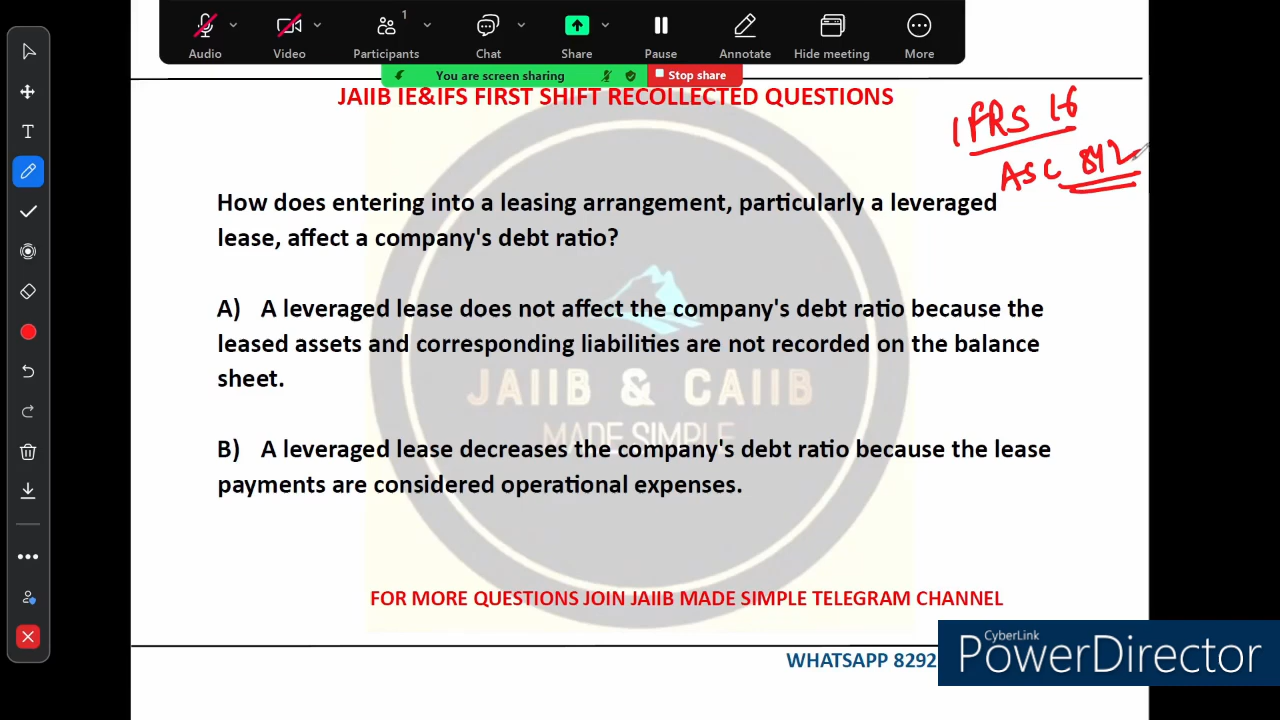 1
Audio
Video
Participants
Chat
Share
Pause
Annotate
Hide meeting
More
You are screen sharing
Stop share
JAIIB IE&IFS FIRST SHIFT RECOLLECTED QUESTIONS
IFRS 16
ASC 842
How does entering into a leasing arrangement, particularly a leveraged
lease, affect a company's debt ratio?
A) A leveraged lease does not affect the company's debt ratio because the
leased assets and corresponding liabilities are not recorded on the balance
sheet.
JAIIB & CAIIB
MADE SIMPLE
B) A leveraged lease decreases the company's debt ratio because the lease
payments are considered operational expenses.
FOR MORE QUESTIONS JOIN JAIIB MADE SIMPLE TELEGRAM CHANNEL
WHATSAPP 8292
CyberLink
PowerDirector
T